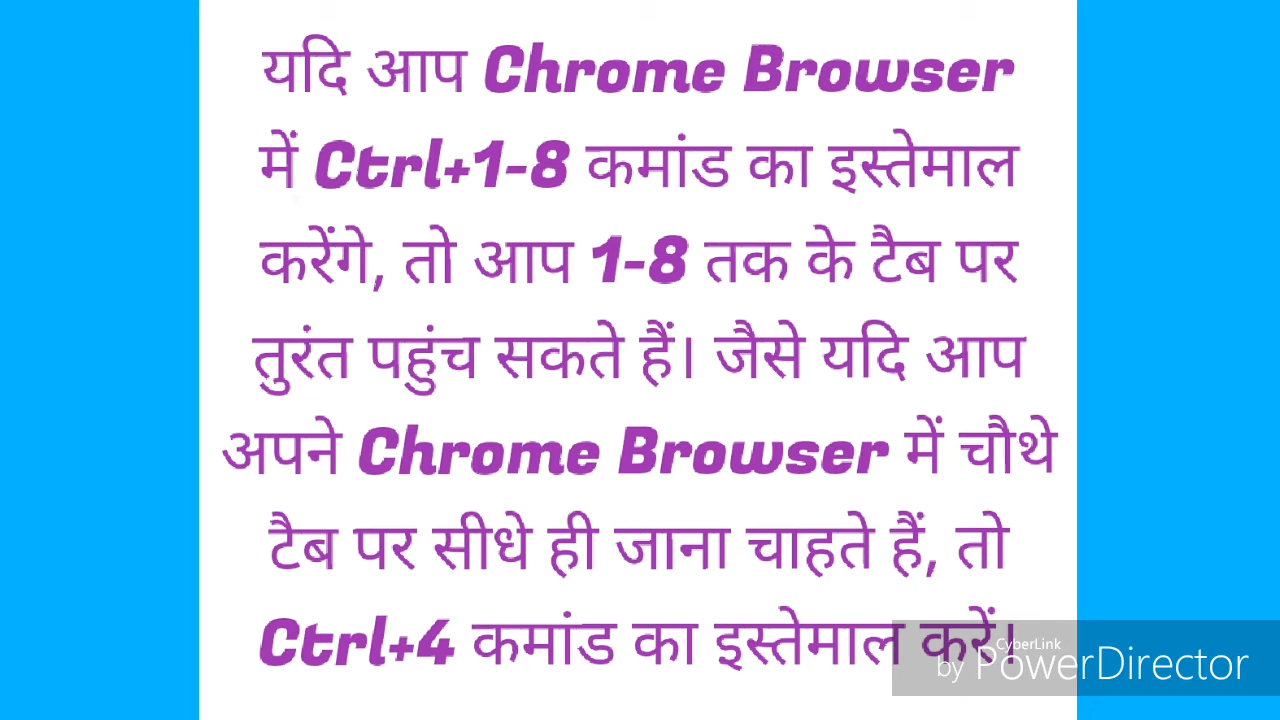 यदि आप Chrome Browser
में Ctrl+1-8 कमांड का इस्तेमाल
करेंगे, तो आप 1-8 तक के टैब पर
तुरंत पहुंच सकते हैं। जैसे यदि आप
अपने Chrome Browser में चौथे
टैब पर सीधे ही जाना चाहते हैं, तो
Ctrl+4 कमांड का इस्तेमाल करें।
CyberLink
by PowerDirector